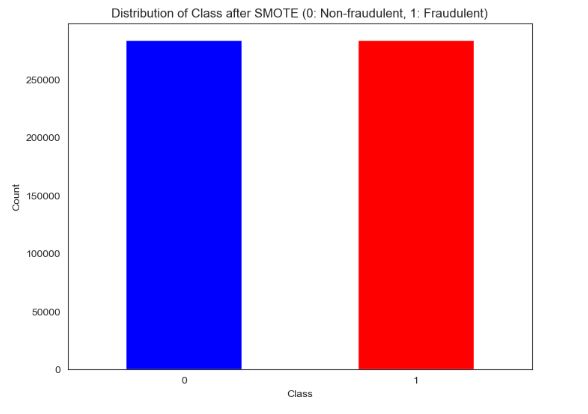 Distribution of Class after SMOTE (0: Non-fraudulent, 1: Fraudulent)
250000
200000
150000
100000
50000
0
Count
0 1
Class